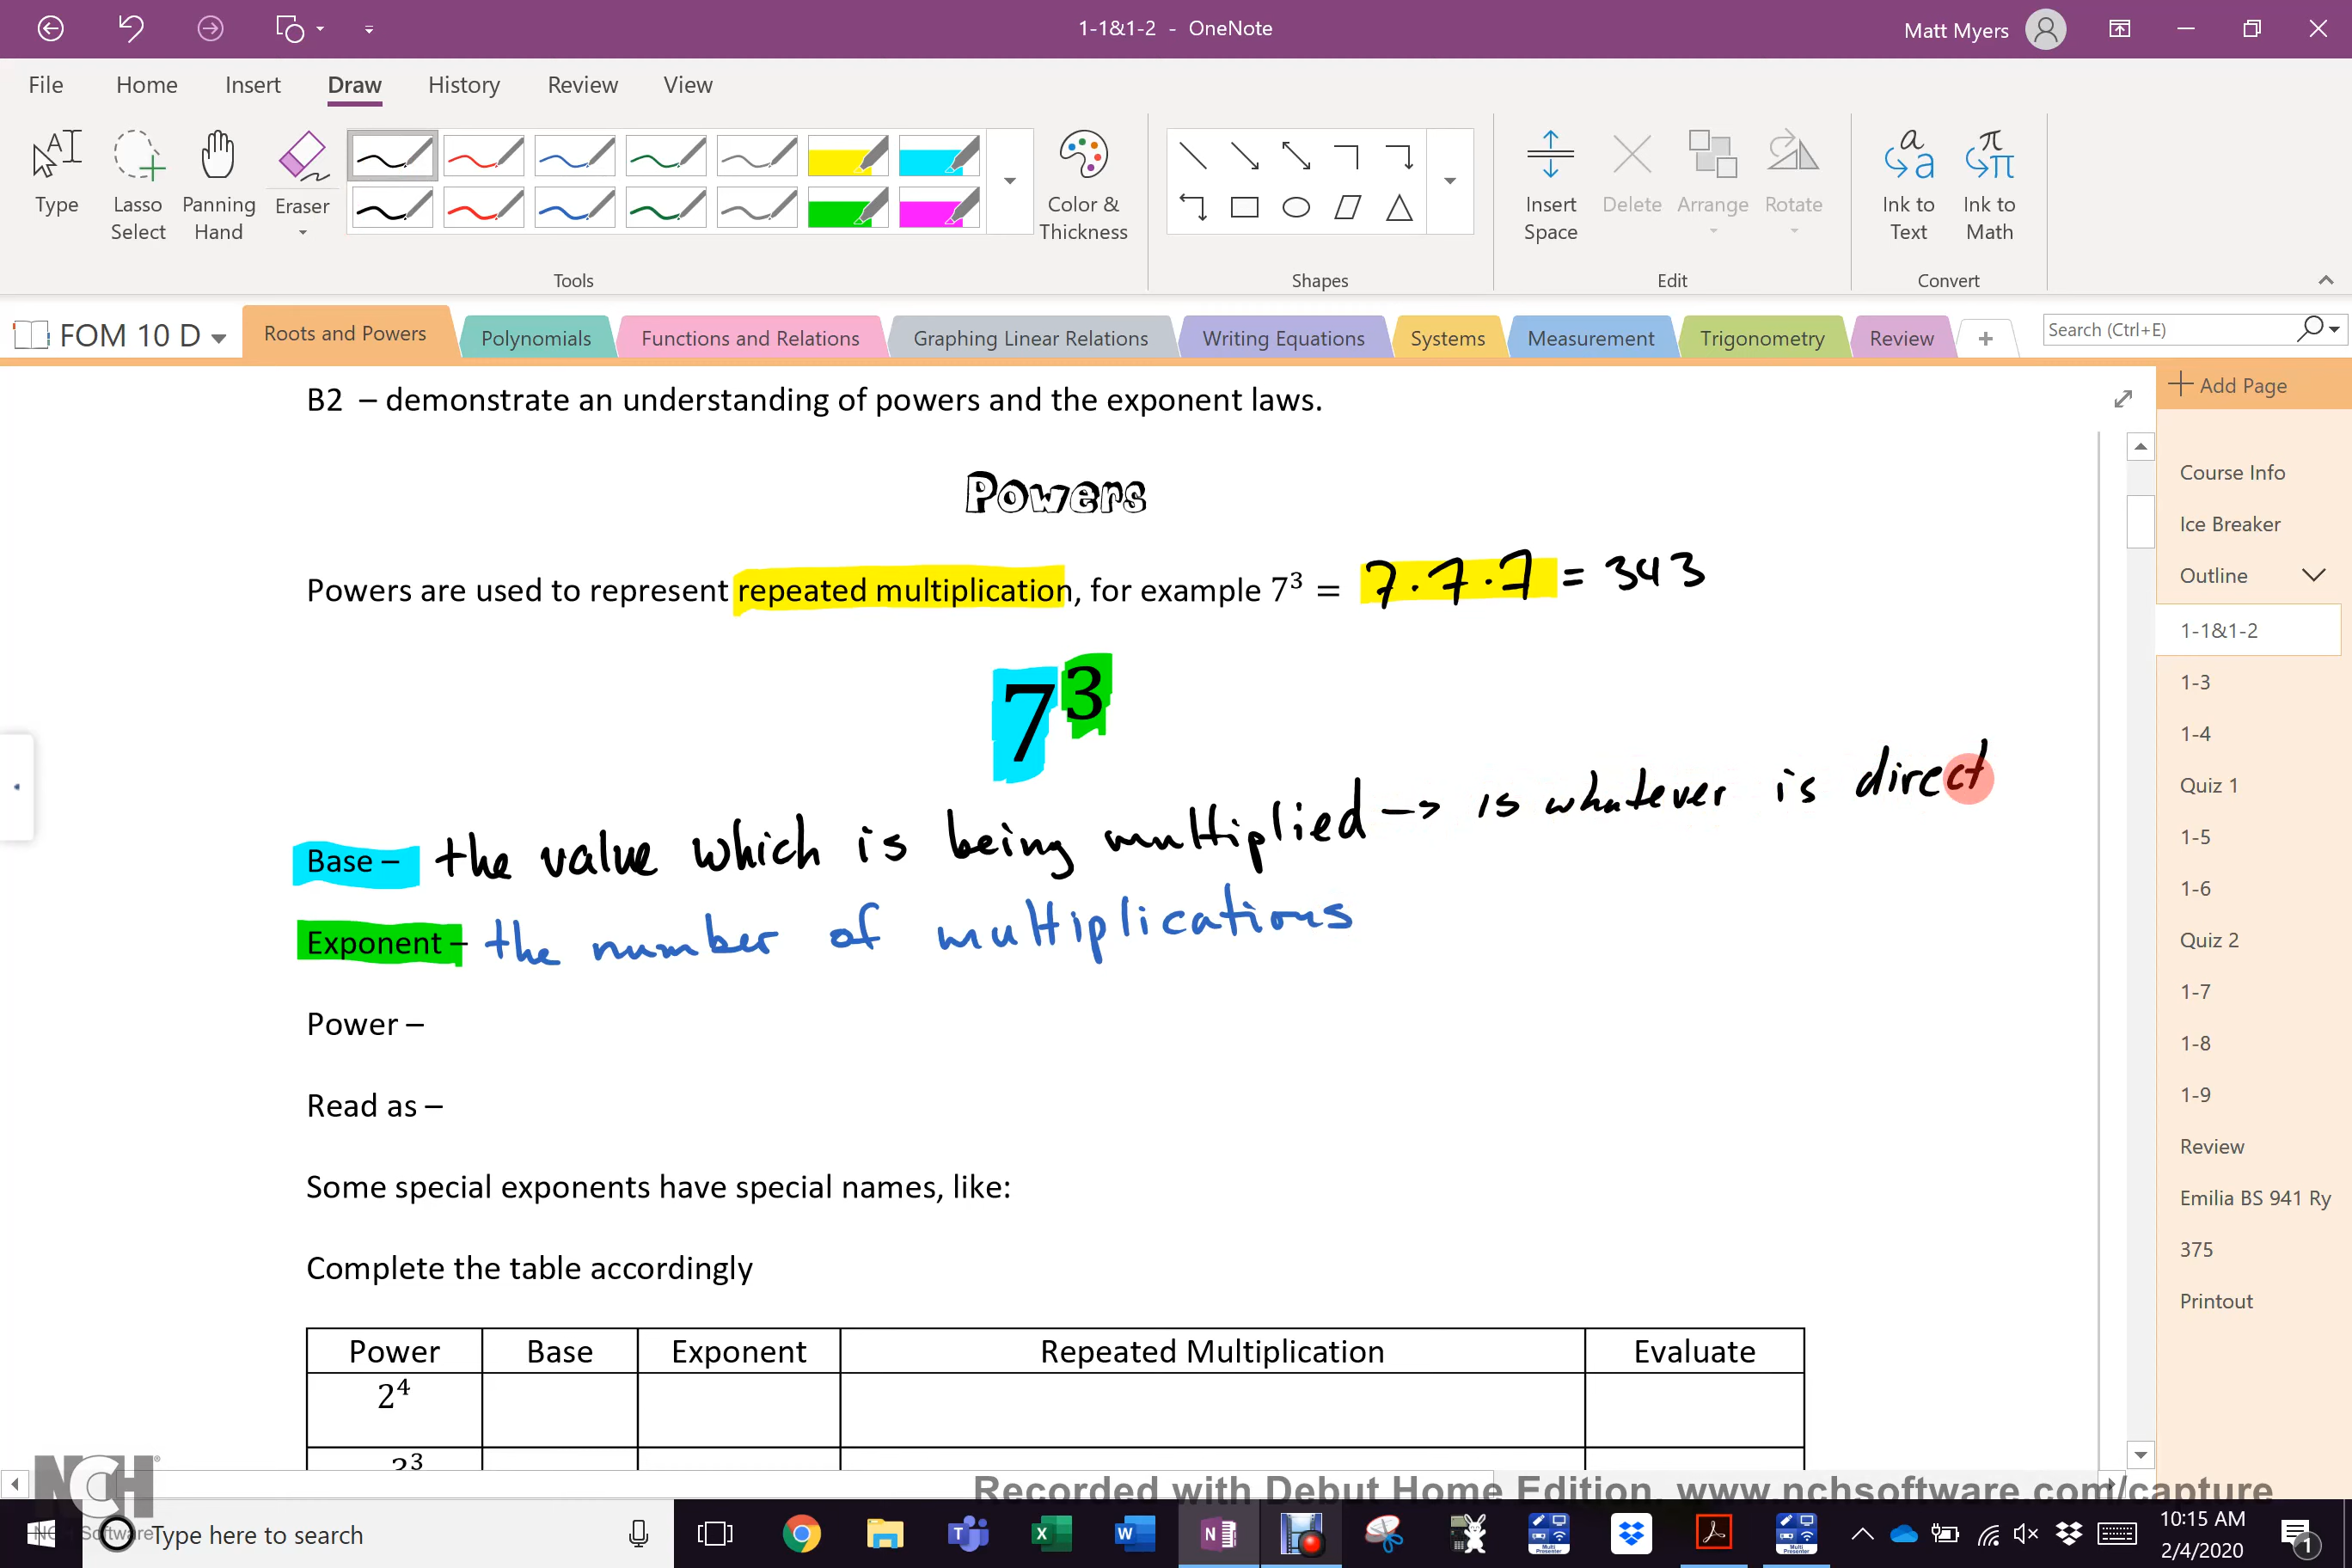 1-1&1-2 - OneNote
Matt Myers
File Home Insert Draw History Review View
Type
Lasso Select
Panning Hand
Eraser
Color & Thickness
Insert Space
Delete
Arrange
Rotate
Ink to Text
Ink to Math
Tools
Shapes
Edit
Convert
FOM 10 D
Roots and Powers
Polynomials
Functions and Relations
Graphing Linear Relations
Writing Equations
Systems
Measurement
Trigonometry
Review
Search (Ctrl+E)
B2 – demonstrate an understanding of powers and the exponent laws.
Powers
Powers are used to represent repeated multiplication, for example 7³ = 7·7·7 = 343
7³
Base – the value which is being multiplied → is whatever is direct
Exponent – the number of multiplications
Power –
Read as –
Some special exponents have special names, like:
Complete the table accordingly
Power Base Exponent Repeated Multiplication Evaluate
2⁴
Add Page
Course Info
Ice Breaker
Outline
1-1&1-2
1-3
1-4
Quiz 1
1-5
1-6
Quiz 2
1-7
1-8
1-9
Review
Emilia BS 941 Ry
375
Printout
NCH
NCH Software
Recorded with Debut Home Edition. www.nchsoftware.com/capture
Type here to search
10:15 AM
2/4/2020
1